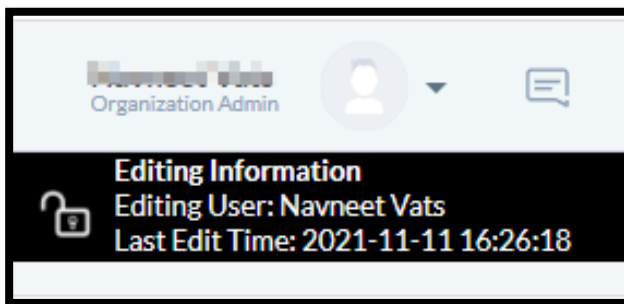 Organization Admin
Editing Information
Editing User: Navneet Vats
Last Edit Time: 2021-11-11 16:26:18